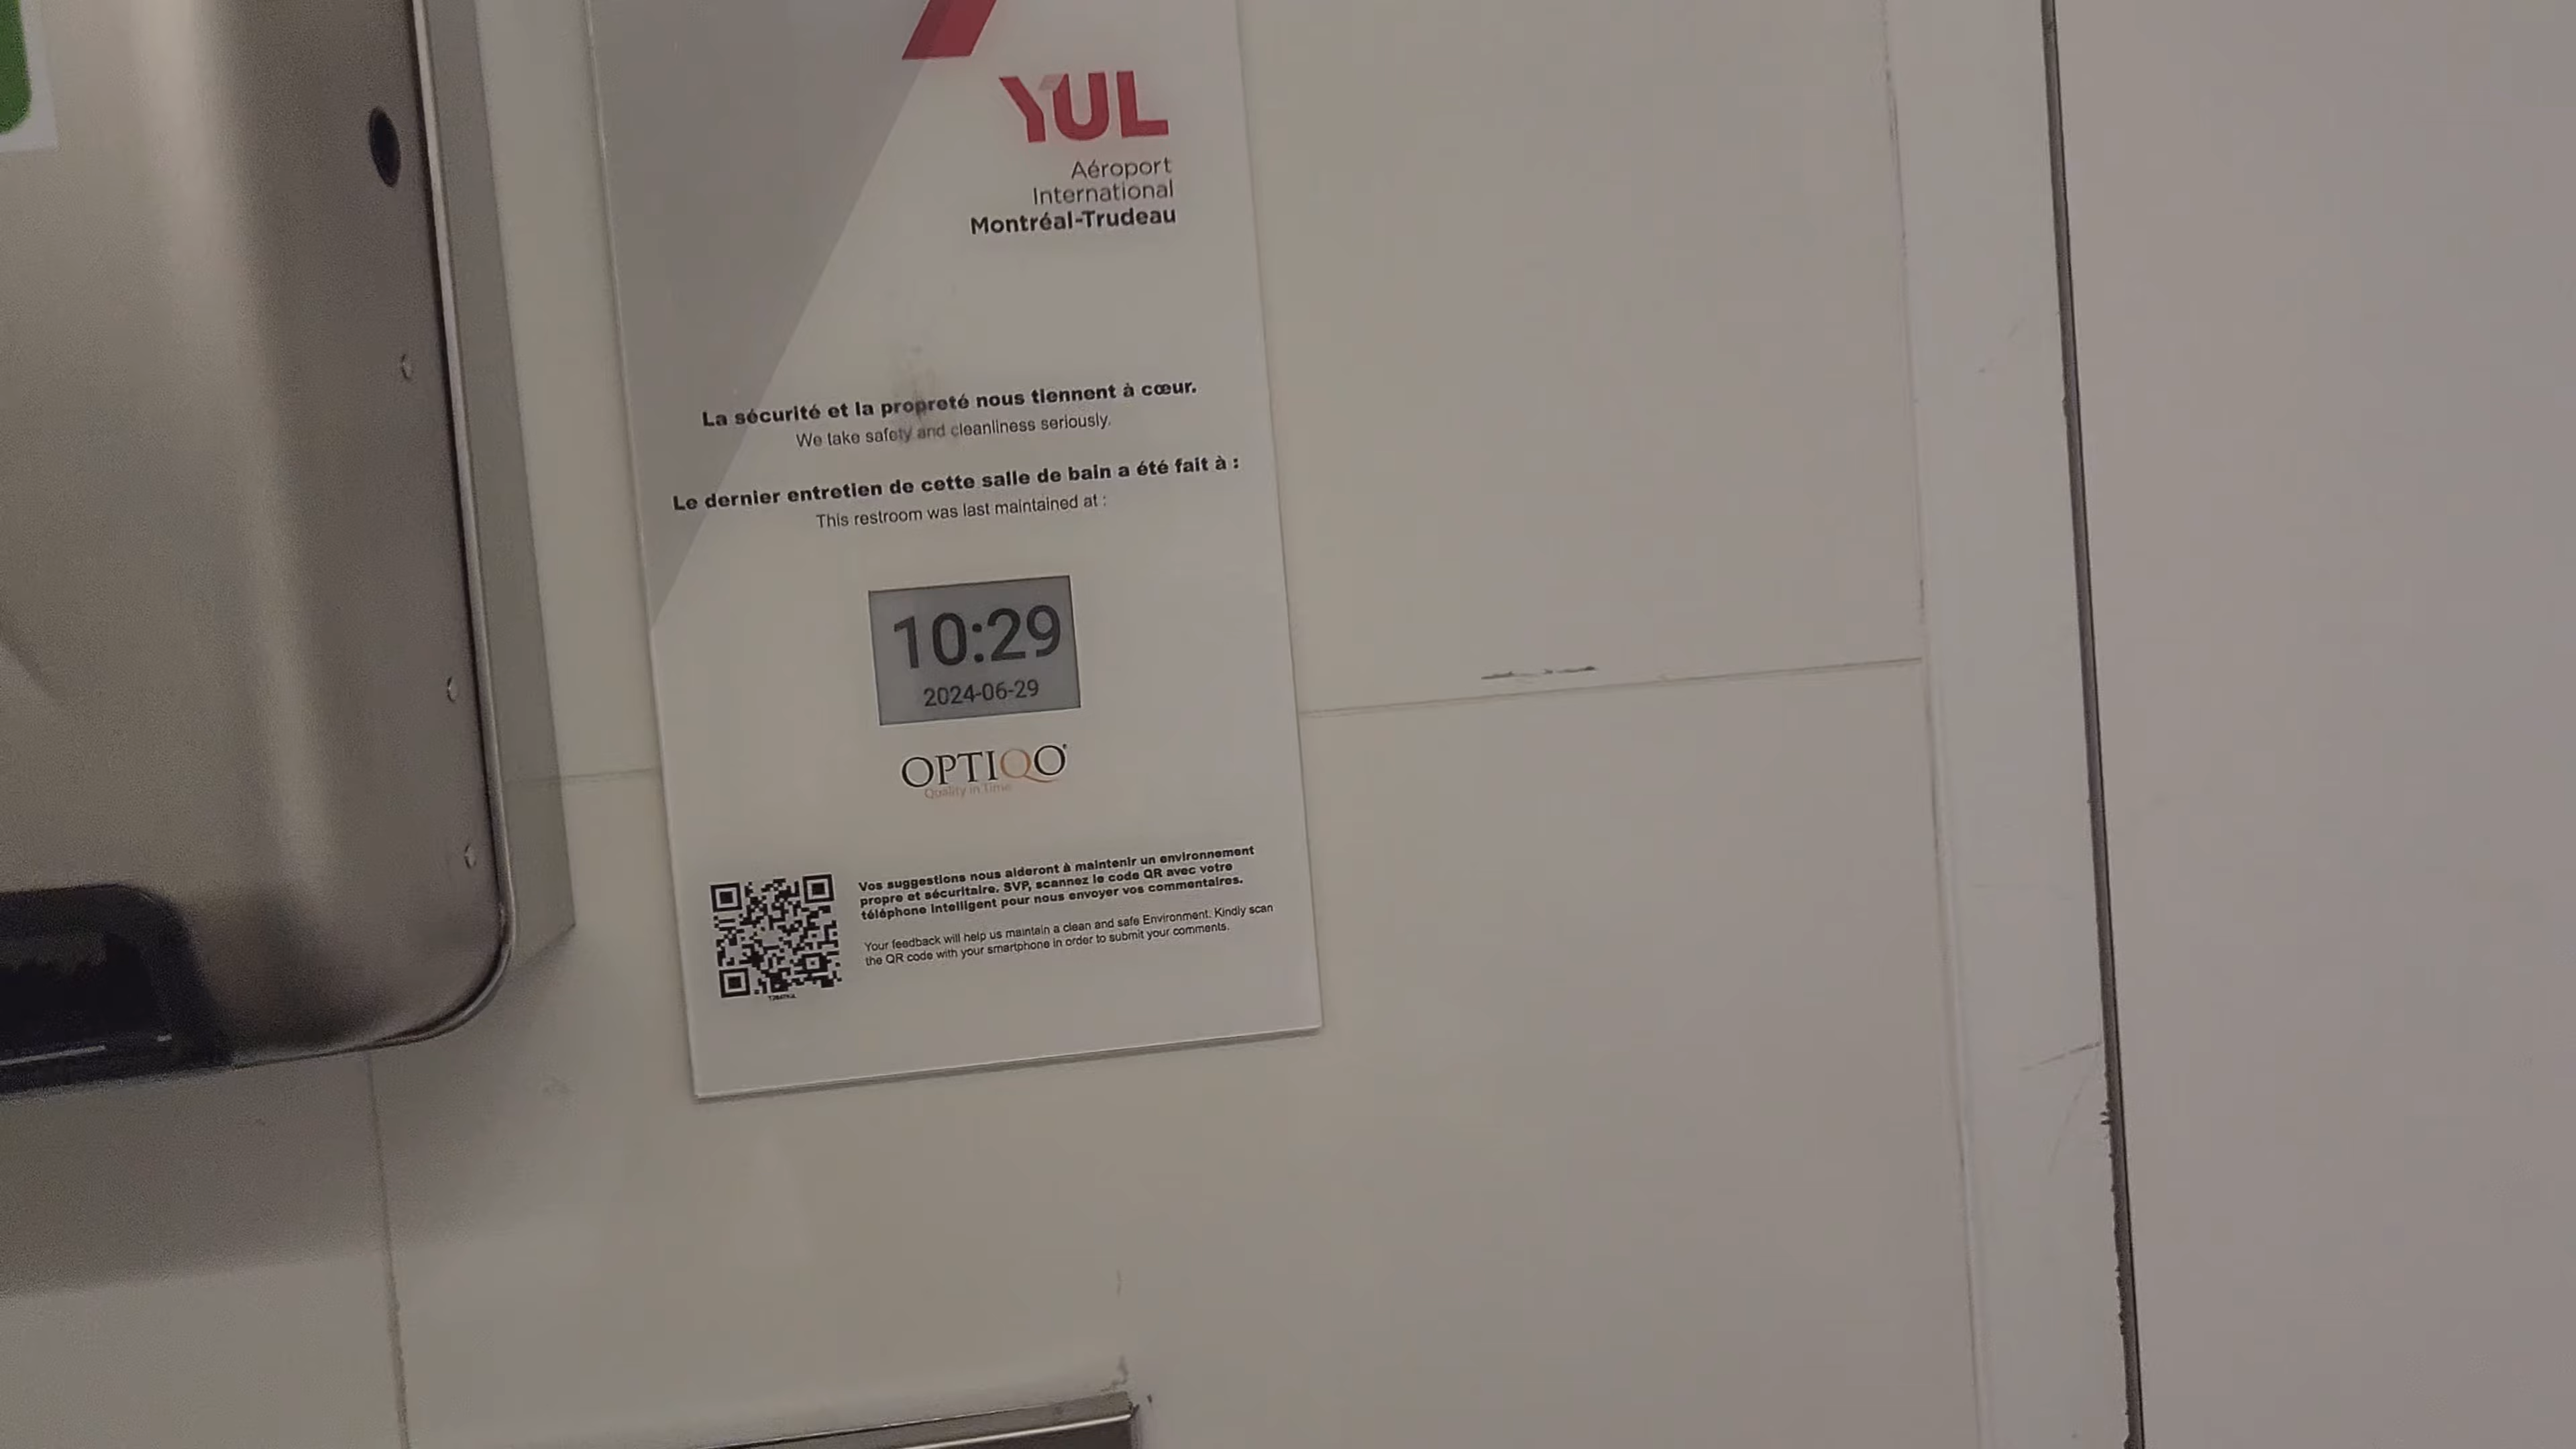 YUL
Aéroport
International
Montréal-Trudeau
La sécurité et la propreté nous tiennent à cœur.
We take safety and cleanliness seriously.
Le dernier entretien de cette salle de bain a été fait à :
This restroom was last maintained at :
10:29
2024-06-29
OPTIQO
Quality in Time
Vos suggestions nous aideront à maintenir un environnement
propre et sécuritaire. SVP, scannez le code QR avec votre
téléphone intelligent pour nous envoyer vos commentaires.
Your feedback will help us maintain a clean and safe Environment. Kindly scan
the QR code with your smartphone in order to submit your comments.